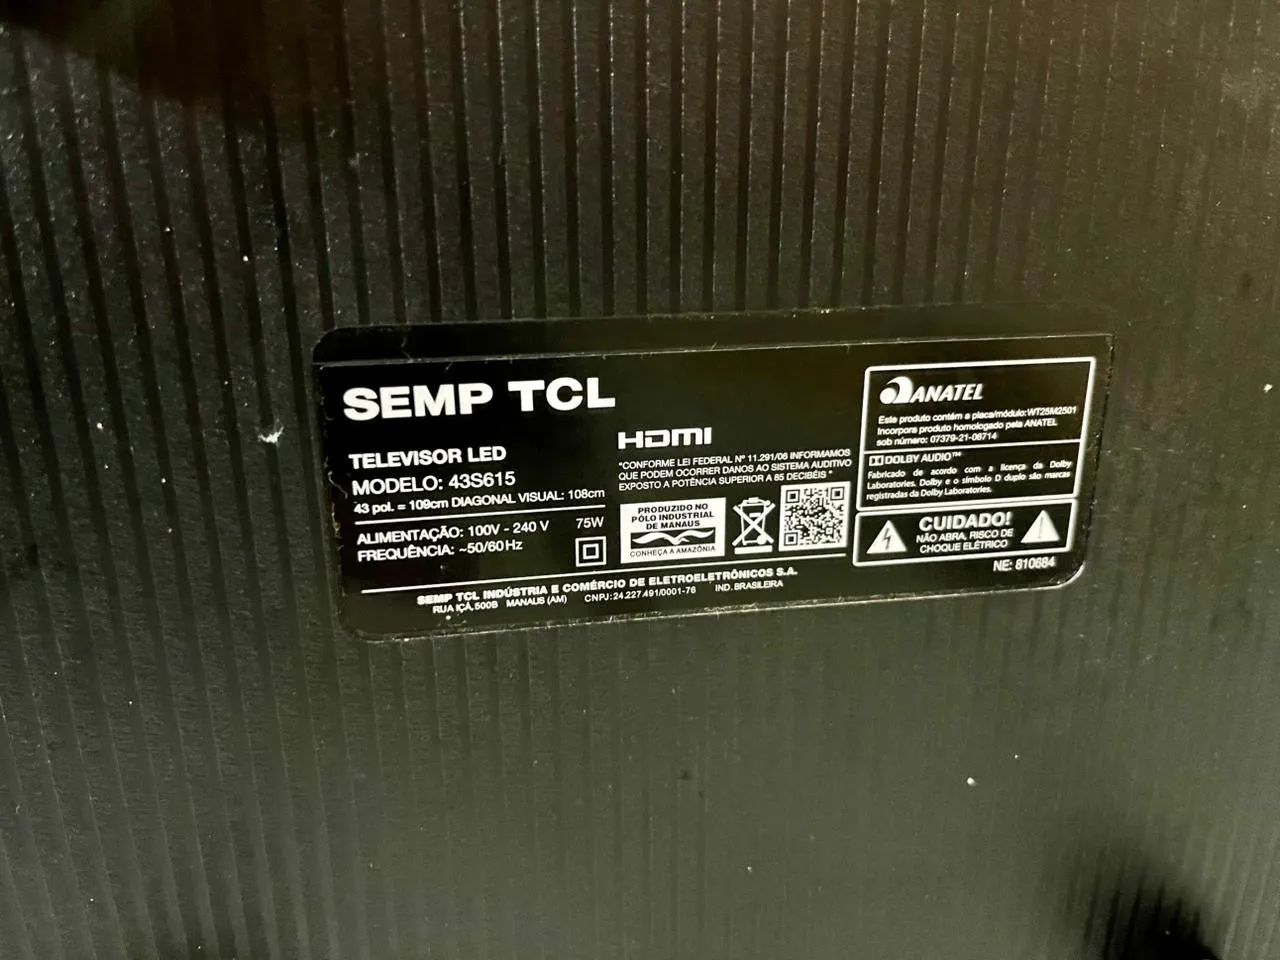 SEMP TCL
TELEVISOR LED
MODELO: 43S615
43 pol. = 109cm DIAGONAL VISUAL: 108cm
ALIMENTAÇÃO: 100V - 240 V 75W
FREQUÊNCIA: ~50/60Hz
HDMI
"CONFORME LEI FEDERAL Nº 11.291/06 INFORMAMOS
QUE PODEM OCORRER DANOS AO SISTEMA AUDITIVO
EXPOSTO A POTÊNCIA SUPERIOR A 85 DECIBÉIS"
PRODUZIDO NO
PÓLO INDUSTRIAL
DE MANAUS
CONHEÇA A AMAZÔNIA
ANATEL
Este produto contém a placa/módulo: WT25M2501
Incorpora produto homologado pela ANATEL
sob número: 07379-21-06714
DOLBY AUDIO™
Fabricado de acordo com a licença da Dolby
Laboratories. Dolby e o símbolo D duplo são marcas
registradas da Dolby Laboratories.
CUIDADO!
NÃO ABRA, RISCO DE
CHOQUE ELÉTRICO
NE: 810684
SEMP TCL INDÚSTRIA E COMÉRCIO DE ELETROELETRÔNICOS S.A.
RUA IÇÁ, 500B MANAUS (AM) CNPJ: 24.227.491/0001-76 IND. BRASILEIRA